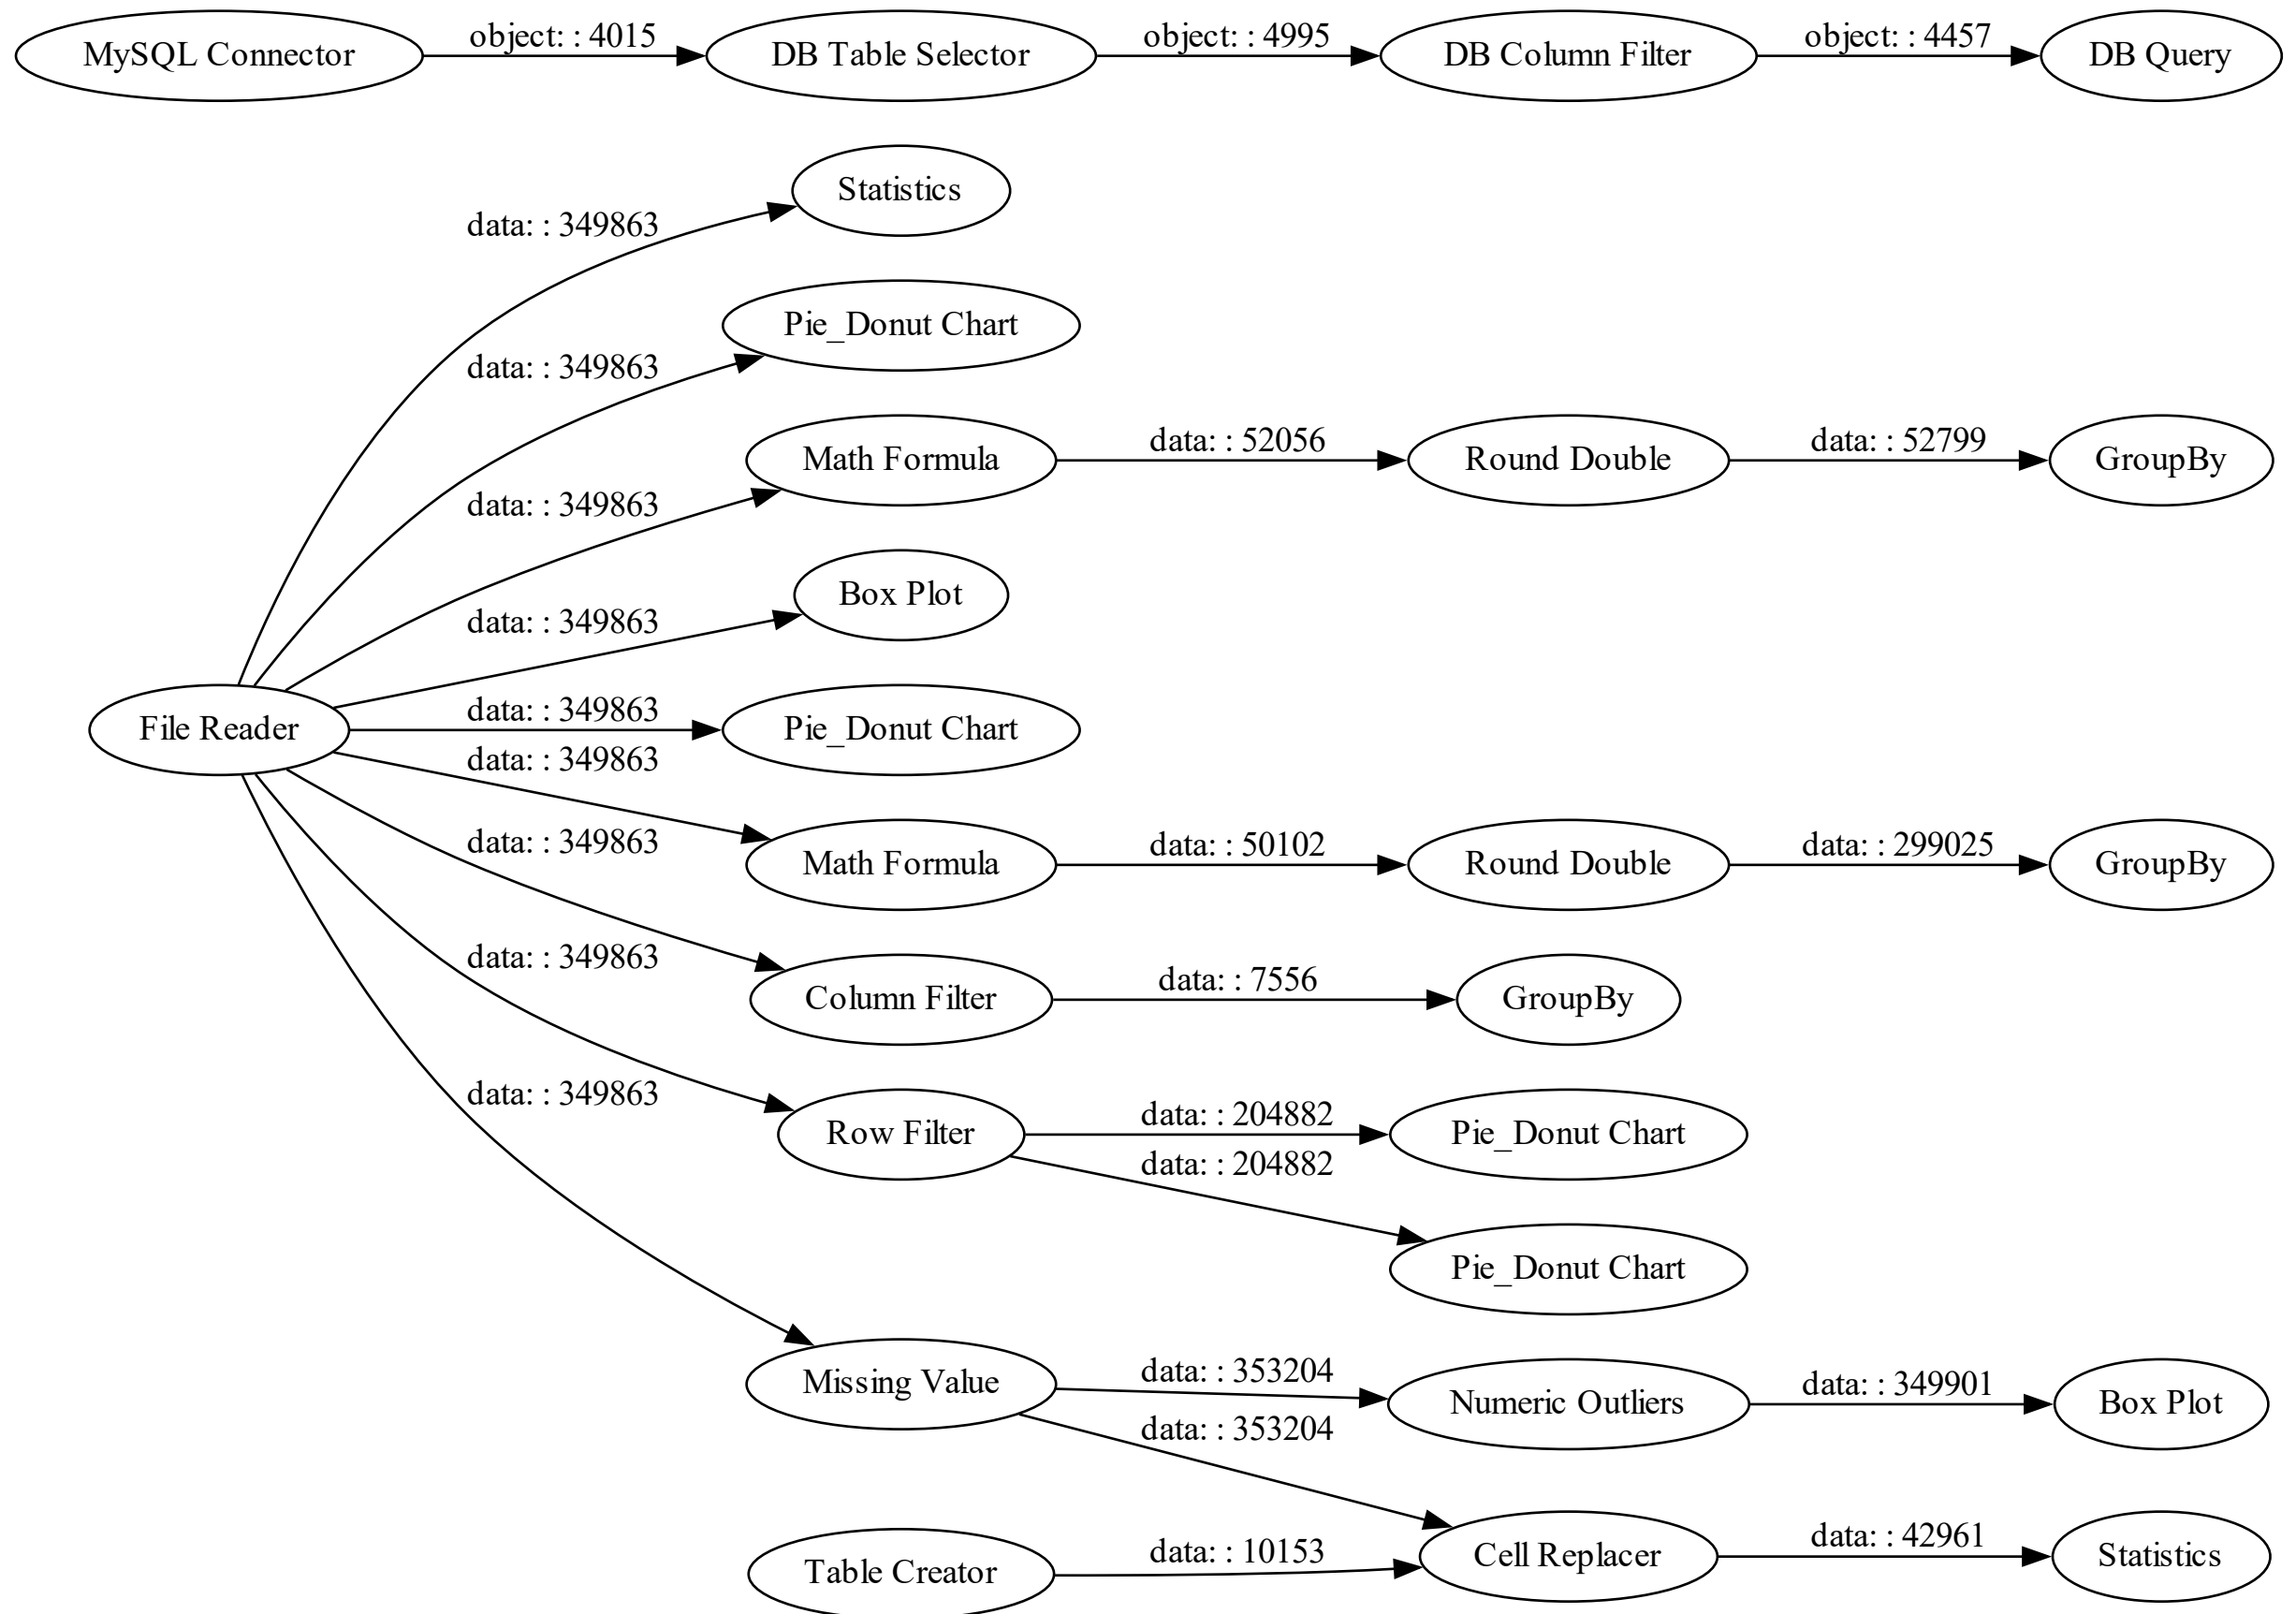 MySQL Connector
object: : 4015
DB Table Selector
object: : 4995
DB Column Filter
object: : 4457
DB Query
data: : 349863
Statistics
data: : 349863
Pie_Donut Chart
data: : 349863
Math Formula
data: : 52056
Round Double
data: : 52799
GroupBy
data: : 349863
Box Plot
File Reader
data: : 349863
Pie_Donut Chart
data: : 349863
Math Formula
data: : 50102
Round Double
data: : 299025
GroupBy
data: : 349863
Column Filter
data: : 7556
GroupBy
data: : 349863
Row Filter
data: : 204882
Pie_Donut Chart
data: : 204882
Pie_Donut Chart
data: : 349863
Missing Value
data: : 353204
Numeric Outliers
data: : 349901
Box Plot
data: : 353204
Table Creator
data: : 10153
Cell Replacer
data: : 42961
Statistics